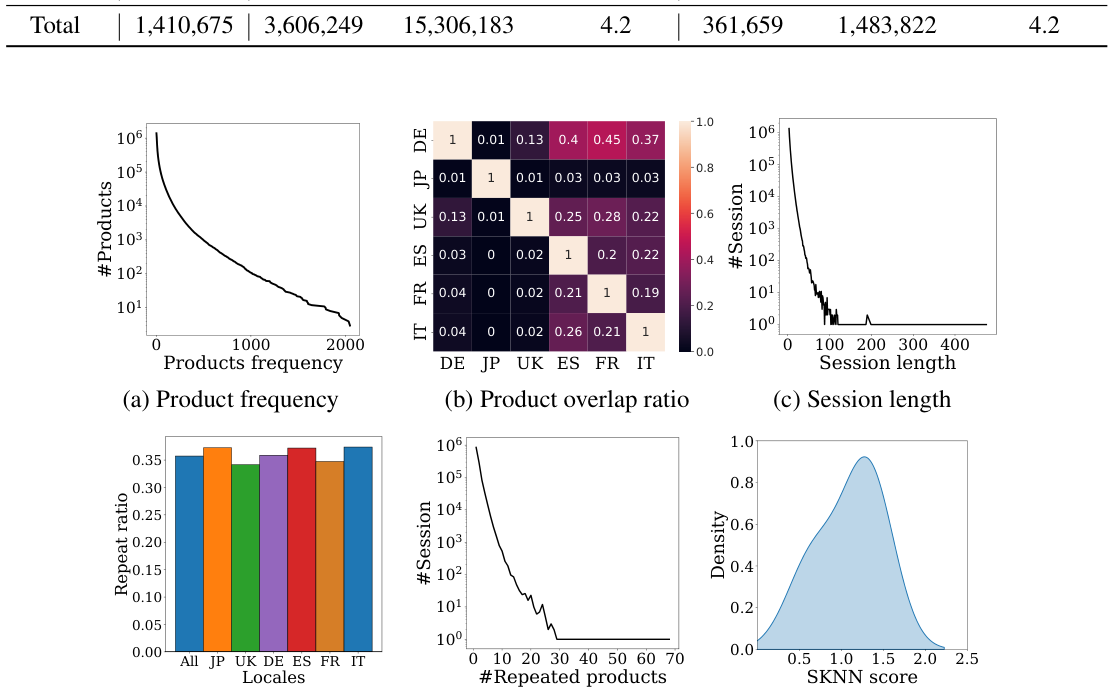 Total 1,410,675 3,606,249 15,306,183 4.2 361,659 1,483,822 4.2
#Products
10^6
10^5
10^4
10^3
10^2
10^1
0 1000 2000
Products frequency
(a) Product frequency
DE 1 0.01 0.13 0.4 0.45 0.37
JP 0.01 1 0.01 0.03 0.03 0.03
UK 0.13 0.01 1 0.25 0.28 0.22
ES 0.03 0 0.02 1 0.2 0.22
FR 0.04 0 0.02 0.21 1 0.19
IT 0.04 0 0.02 0.26 0.21 1
DE JP UK ES FR IT
1.0
0.8
0.6
0.4
0.2
0.0
(b) Product overlap ratio
#Session
10^6
10^5
10^4
10^3
10^2
10^1
10^0
0 100 200 300 400
Session length
(c) Session length
Repeat ratio
0.35
0.30
0.25
0.20
0.15
0.10
0.05
0.00
All JP UK DE ES FR IT
Locales
#Session
10^6
10^5
10^4
10^3
10^2
10^1
10^0
0 10 20 30 40 50 60 70
#Repeated products
Density
1.0
0.8
0.6
0.4
0.2
0.0
0.5 1.0 1.5 2.0 2.5
SKNN score